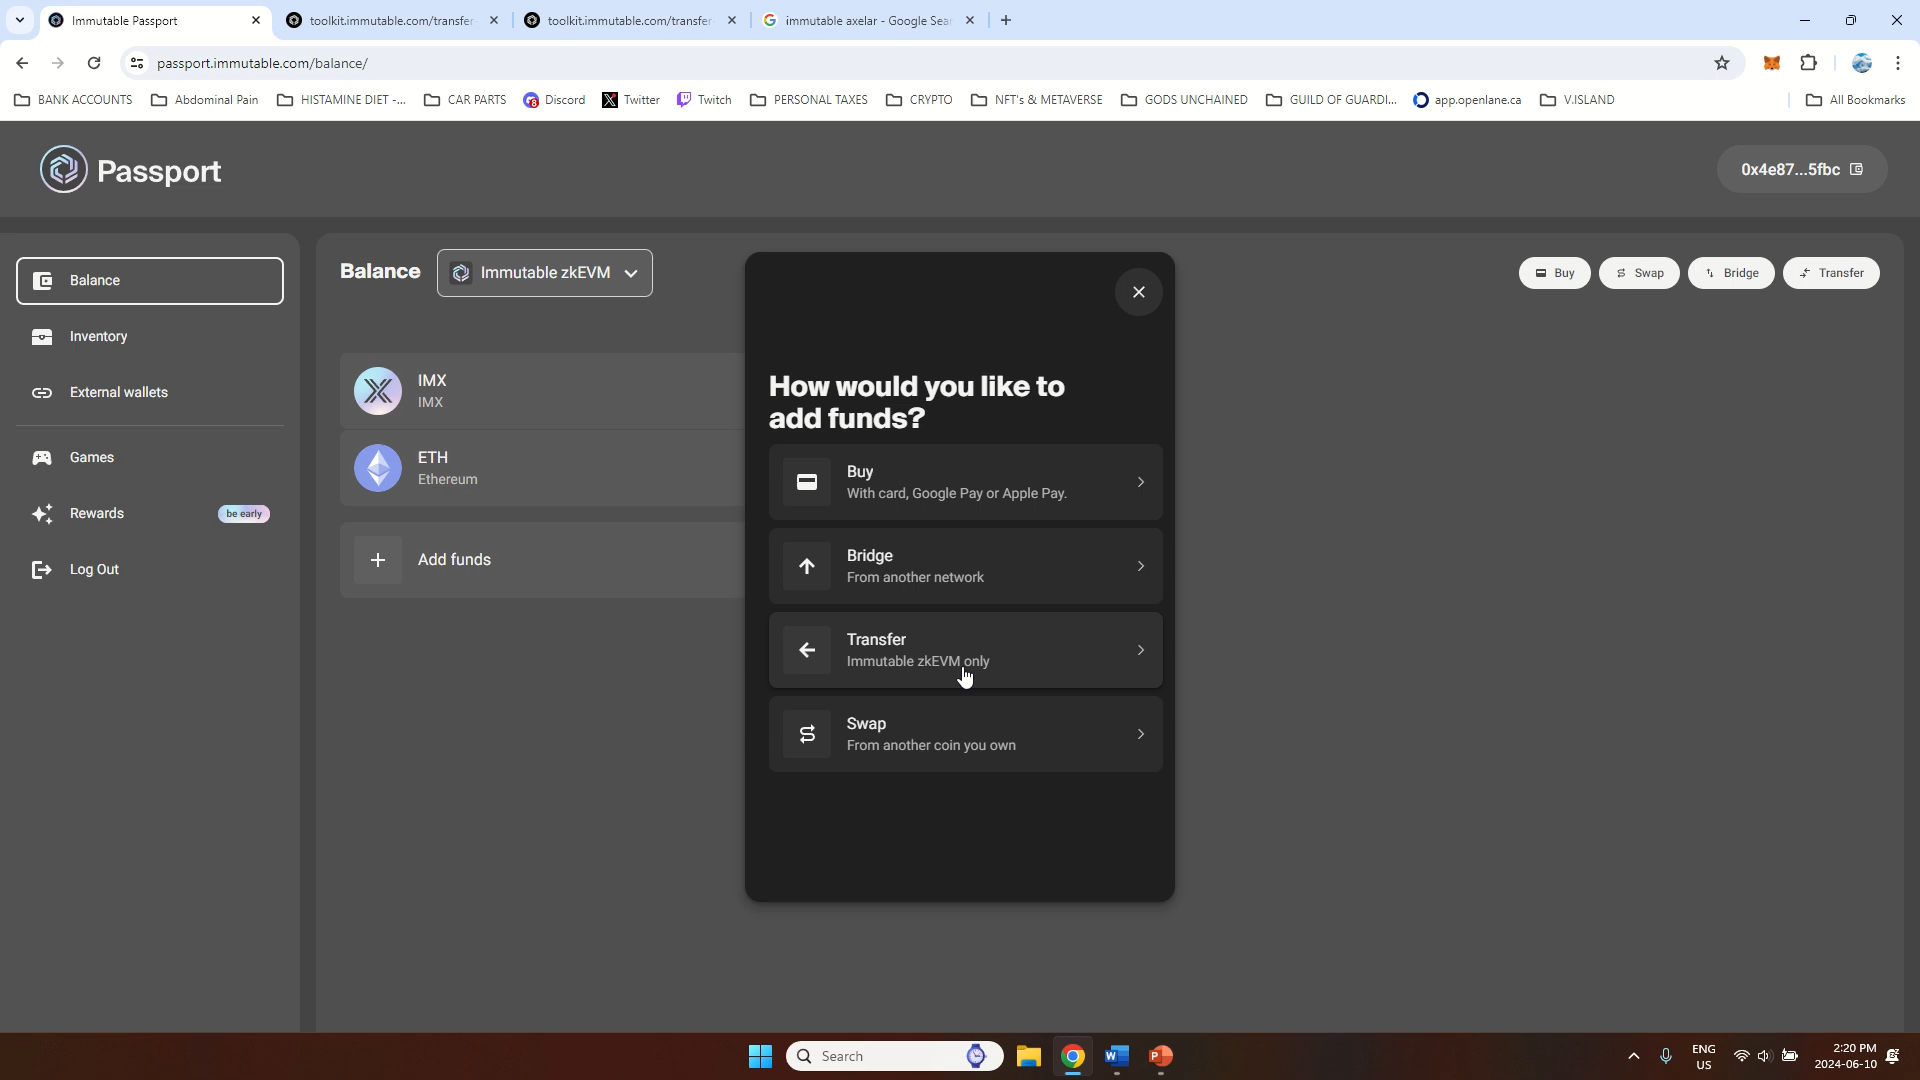 Immutable Passport
toolkit.immutable.com/transfer
toolkit.immutable.com/transfer
immutable axelar - Google Sea
passport.immutable.com/balance/
BANK ACCOUNTS
Abdominal Pain
HISTAMINE DIET -...
CAR PARTS
Discord
Twitter
Twitch
PERSONAL TAXES
CRYPTO
NFT's & METAVERSE
GODS UNCHAINED
GUILD OF GUARDI...
app.openlane.ca
V.ISLAND
All Bookmarks
Passport
0x4e87...5fbc
Balance
Inventory
External wallets
Games
Rewards
be early
Log Out
Balance
Immutable zkEVM
Buy
Swap
Bridge
Transfer
IMX
IMX
ETH
Ethereum
Add funds
How would you like to
add funds?
Buy
With card, Google Pay or Apple Pay.
Bridge
From another network
Transfer
Immutable zkEVM only
Swap
From another coin you own
Search
ENG
US
2:20 PM
2024-06-10